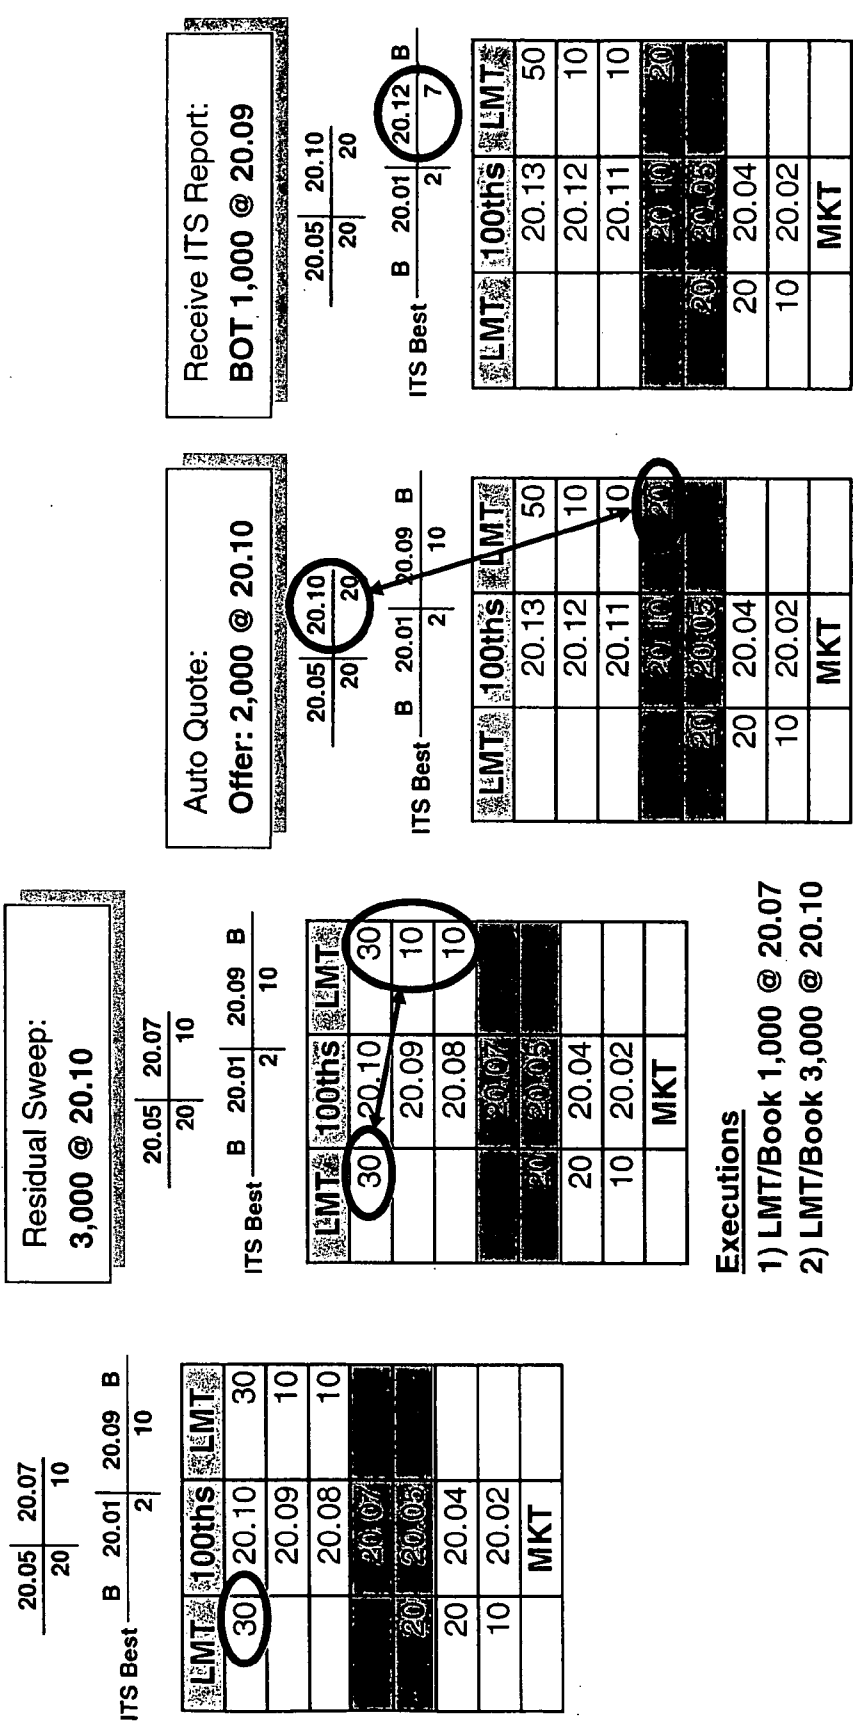 20.05 20.07
20 10
B 20.01 20.09 B
ITS Best
2 10
LMT 100ths LMT
30 20.10 30
20.09 10
20.08 10
20.07
20 20.05
20 20.04
10 20.02
MKT
Residual Sweep:
3,000 @ 20.10
20.05 20.07
20 10
B 20.01 20.09 B
ITS Best
2 10
LMT 100ths LMT
30 20.10 30
20.09 10
20.08 10
20.07
20 20.05
20 20.04
10 20.02
MKT
Executions
1) LMT/Book 1,000 @ 20.07
2) LMT/Book 3,000 @ 20.10
Auto Quote:
Offer: 2,000 @ 20.10
20.05 20.10
20 20
B 20.01 20.09 B
ITS Best
2 10
LMT 100ths LMT
20.13 50
20.12 10
20.11 10
20.10 20
20 20.05
20 20.04
10 20.02
MKT
Receive ITS Report:
BOT 1,000 @ 20.09
20.05 20.10
20 20
B 20.01 20.12 B
ITS Best
2 7
LMT 100ths LMT
20.13 50
20.12 10
20.11 10
20.10 20
20 20.05
20 20.04
10 20.02
MKT